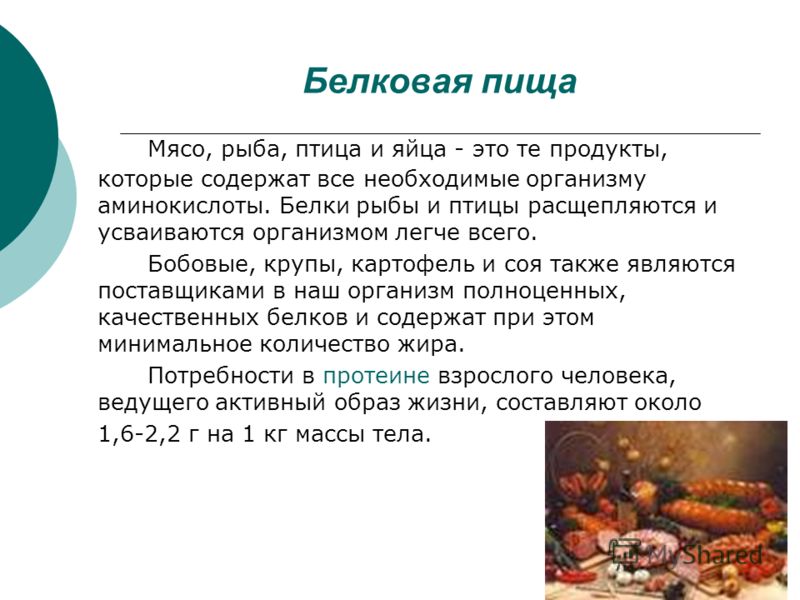 Белковая пища
Мясо, рыба, птица и яйца - это те продукты,
которые содержат все необходимые организму
аминокислоты. Белки рыбы и птицы расщепляются и
усваиваются организмом легче всего.
Бобовые, крупы, картофель и соя также являются
поставщиками в наш организм полноценных,
качественных белков и содержат при этом
минимальное количество жира.
Потребности в протеине взрослого человека,
ведущего активный образ жизни, составляют около
1,6-2,2 г на 1 кг массы тела.
MyShared